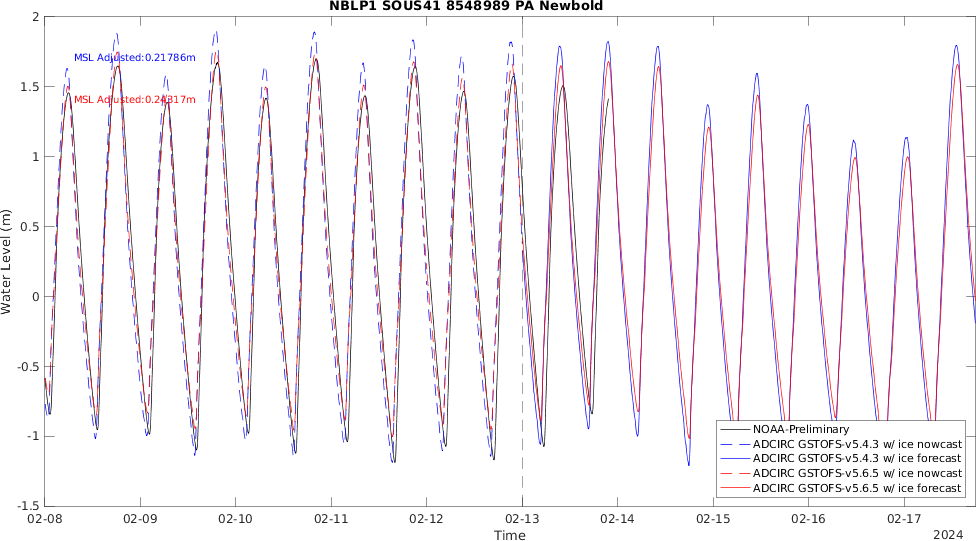 NBLP1 SOUS41 8548989 PA Newbold
2
1.5
1
0.5
0
-0.5
-1
-1.5
Water Level (m)
MSL Adjusted:0.21786m
MSL Adjusted:0.24317m
NOAA-Preliminary
ADCIRC GSTOFS-v5.4.3 w/ ice nowcast
ADCIRC GSTOFS-v5.4.3 w/ ice forecast
ADCIRC GSTOFS-v5.6.5 w/ ice nowcast
ADCIRC GSTOFS-v5.6.5 w/ ice forecast
02-08 02-09 02-10 02-11 02-12 02-13 02-14 02-15 02-16 02-17
Time
2024